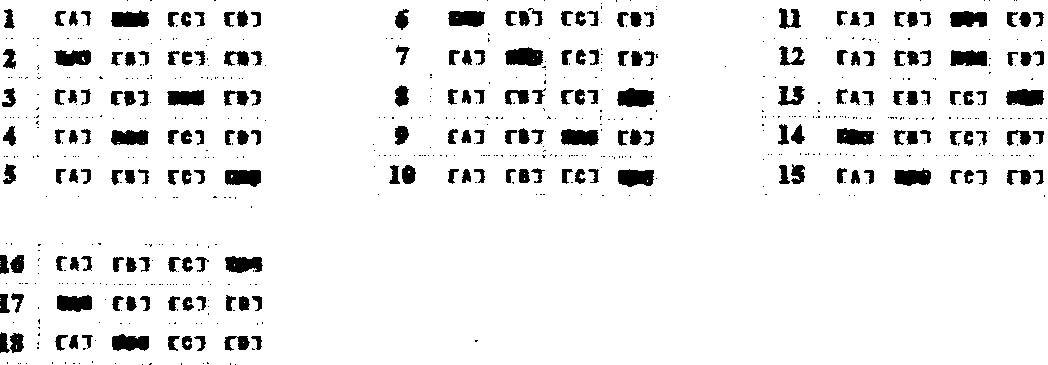 1 [A] [C] [D] 6 [B] [C] [D] 11 [A] [B] [D]
2 [B] [C] [D] 7 [A] [C] [D] 12 [A] [B] [D]
3 [A] [B] [D] 8 [A] [B] [C] 13 [A] [B] [C]
4 [A] [C] [D] 9 [A] [B] [D] 14 [B] [C] [D]
5 [A] [B] [C] 10 [A] [B] [C] 15 [A] [C] [D]
16 [A] [B] [C]
17 [B] [C] [D]
18 [A] [C] [D]